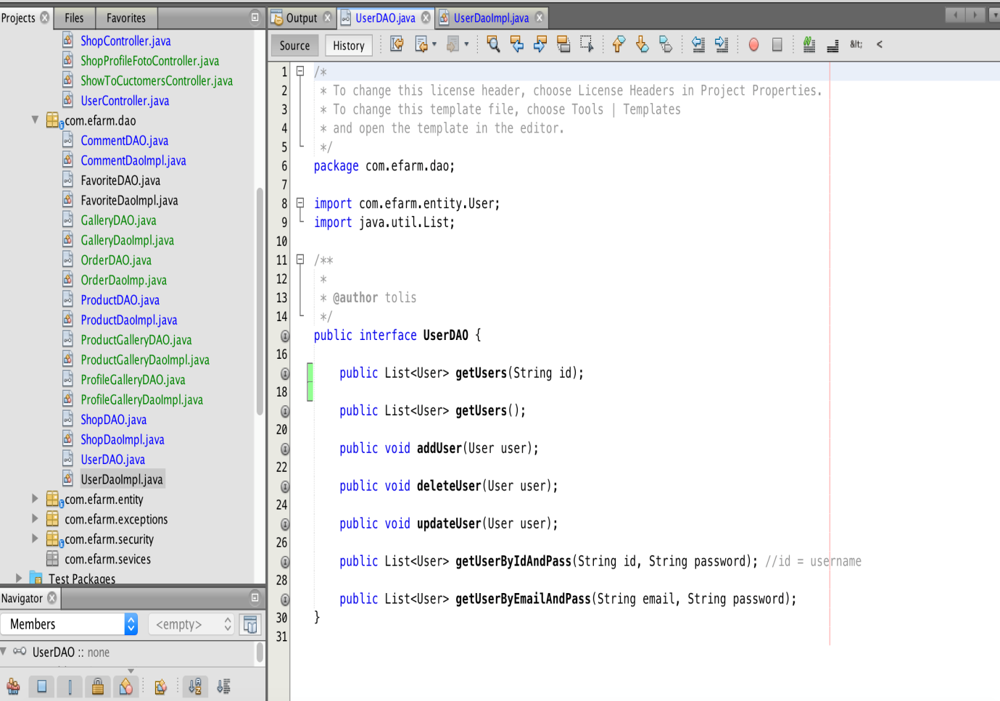 Projects
Files
Favorites
ShopController.java
ShopProfileFotoController.java
ShowToCuctomersController.java
UserController.java
com.efarm.dao
CommentDAO.java
CommentDaoImpl.java
FavoriteDAO.java
FavoriteDaoImpl.java
GalleryDAO.java
GalleryDaoImpl.java
OrderDAO.java
OrderDaoImp.java
ProductDAO.java
ProductDaoImpl.java
ProductGalleryDAO.java
ProductGalleryDaoImpl.java
ProfileGalleryDAO.java
ProfileGalleryDaoImpl.java
ShopDAO.java
ShopDaoImpl.java
UserDAO.java
UserDaoImpl.java
com.efarm.entity
com.efarm.exceptions
com.efarm.security
com.efarm.sevices
Test Packages
Navigator
Members
<empty>
UserDAO :: none
Output
UserDAO.java
UserDaoImpl.java
Source
History
&lt;
<
1 /*
2 * To change this license header, choose License Headers in Project Properties.
3 * To change this template file, choose Tools | Templates
4 * and open the template in the editor.
5 */
6 package com.efarm.dao;
7
8 import com.efarm.entity.User;
9 import java.util.List;
10
11 /**
12 *
13 * @author tolis
14 */
public interface UserDAO {
16
public List<User> getUsers(String id);
18
public List<User> getUsers();
20
public void addUser(User user);
22
public void deleteUser(User user);
24
public void updateUser(User user);
26
public List<User> getUserByIdAndPass(String id, String password); //id = username
28
public List<User> getUserByEmailAndPass(String email, String password);
30 }
31